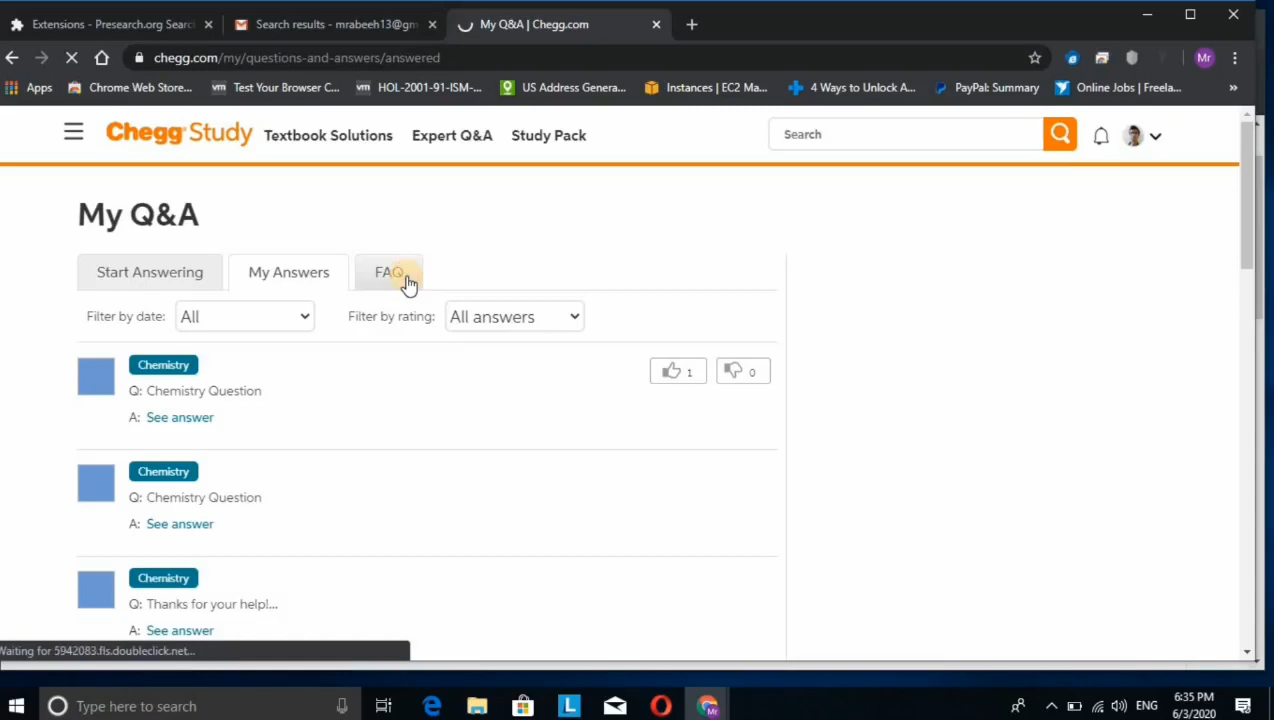 Extensions - Presearch.org Searc
Search results - mrabeeh13@gm
My Q&A | Chegg.com
chegg.com/my/questions-and-answers/answered
Mr
Apps
Chrome Web Store...
vm Test Your Browser C...
vm HOL-2001-91-ISM-...
US Address Genera...
Instances | EC2 Ma...
4 Ways to Unlock A...
PayPal: Summary
Online Jobs | Freela...
»
Chegg Study
Textbook Solutions
Expert Q&A
Study Pack
Search
My Q&A
Start Answering
My Answers
FAQ
Filter by date:
All
Filter by rating:
All answers
Chemistry
1
0
Q: Chemistry Question
A: See answer
Chemistry
Q: Chemistry Question
A: See answer
Chemistry
Q: Thanks for your help!...
A: See answer
Waiting for 5942083.fls.doubleclick.net...
Type here to search
L
Mr
ENG
6:35 PM
6/3/2020